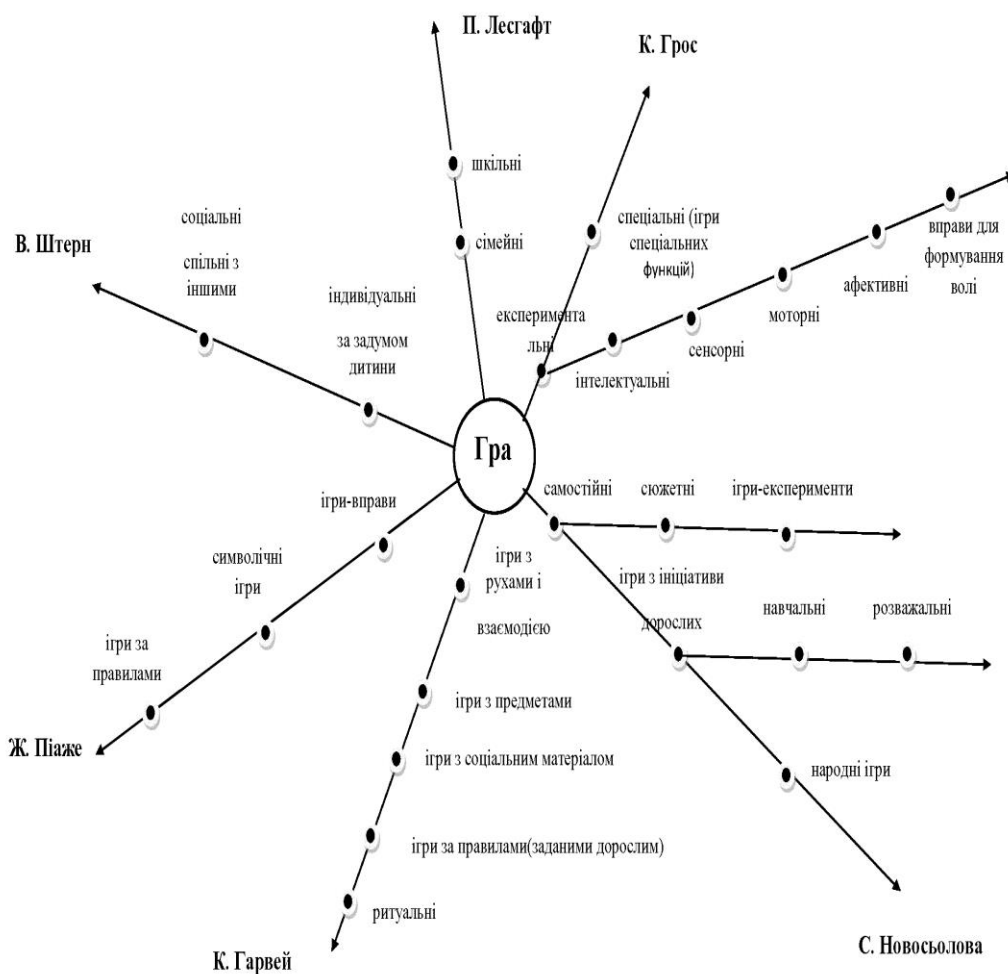 П. Лесгафт
К. Грос
шкільні
сімейні
спеціальні (ігри
спеціальних
функцій)
вправи для
формування
волі
афективні
моторні
сенсорні
інтелектуальні
експеримента
льні
В. Штерн
соціальні
спільні з
іншими
індивідуальні
за задумом
дитини
Гра
самостійні
сюжетні
ігри-експерименти
ігри з ініціативи
дорослих
навчальні
розважальні
народні ігри
С. Новосьолова
ігри-вправи
символічні
ігри
ігри за
правилами
Ж. Піаже
ігри з
рухами і
взаємодією
ігри з предметами
ігри з соціальним матеріалом
ігри за правилами(заданими дорослим)
ритуальні
К. Гарвей